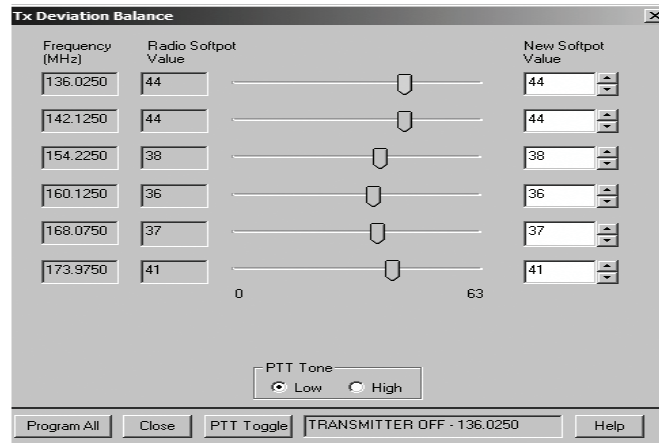 Tx Deviation Balance
Frequency (MHz)
Radio Softpot Value
New Softpot Value
136.0250 44 44
142.1250 44 44
154.2250 38 38
160.1250 36 36
168.0750 37 37
173.9750 41 41
0 63
PTT Tone
Low High
Program All Close PTT Toggle TRANSMITTER OFF - 136.0250 Help